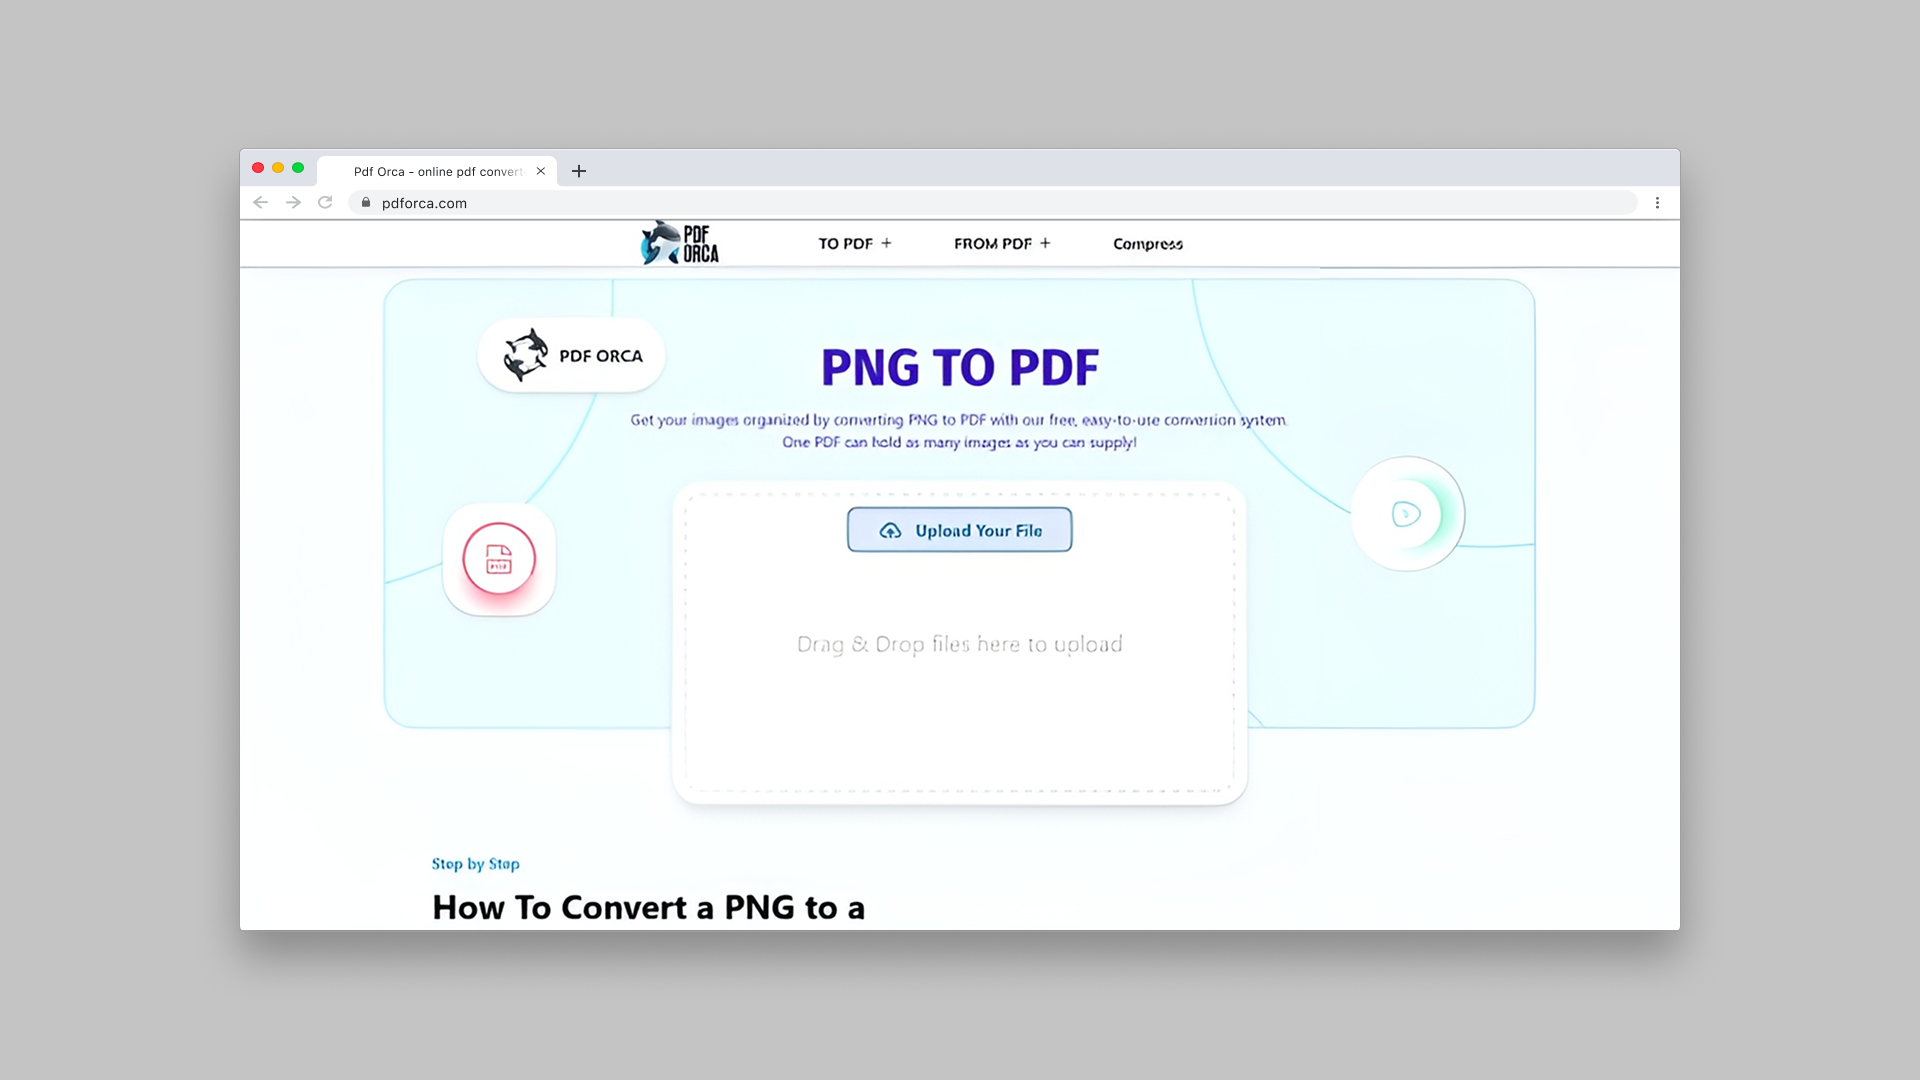 Pdf Orca - online pdf convert
pdforca.com
PDF
ORCA
TO PDF +
FROM PDF +
Compress
PDF ORCA
PNG TO PDF
Get your images organized by converting PNG to PDF with our free, easy-to-use conversion system.
One PDF can hold as many images as you can supply!
Upload Your File
Drag & Drop files here to upload
Step by Step
How To Convert a PNG to a